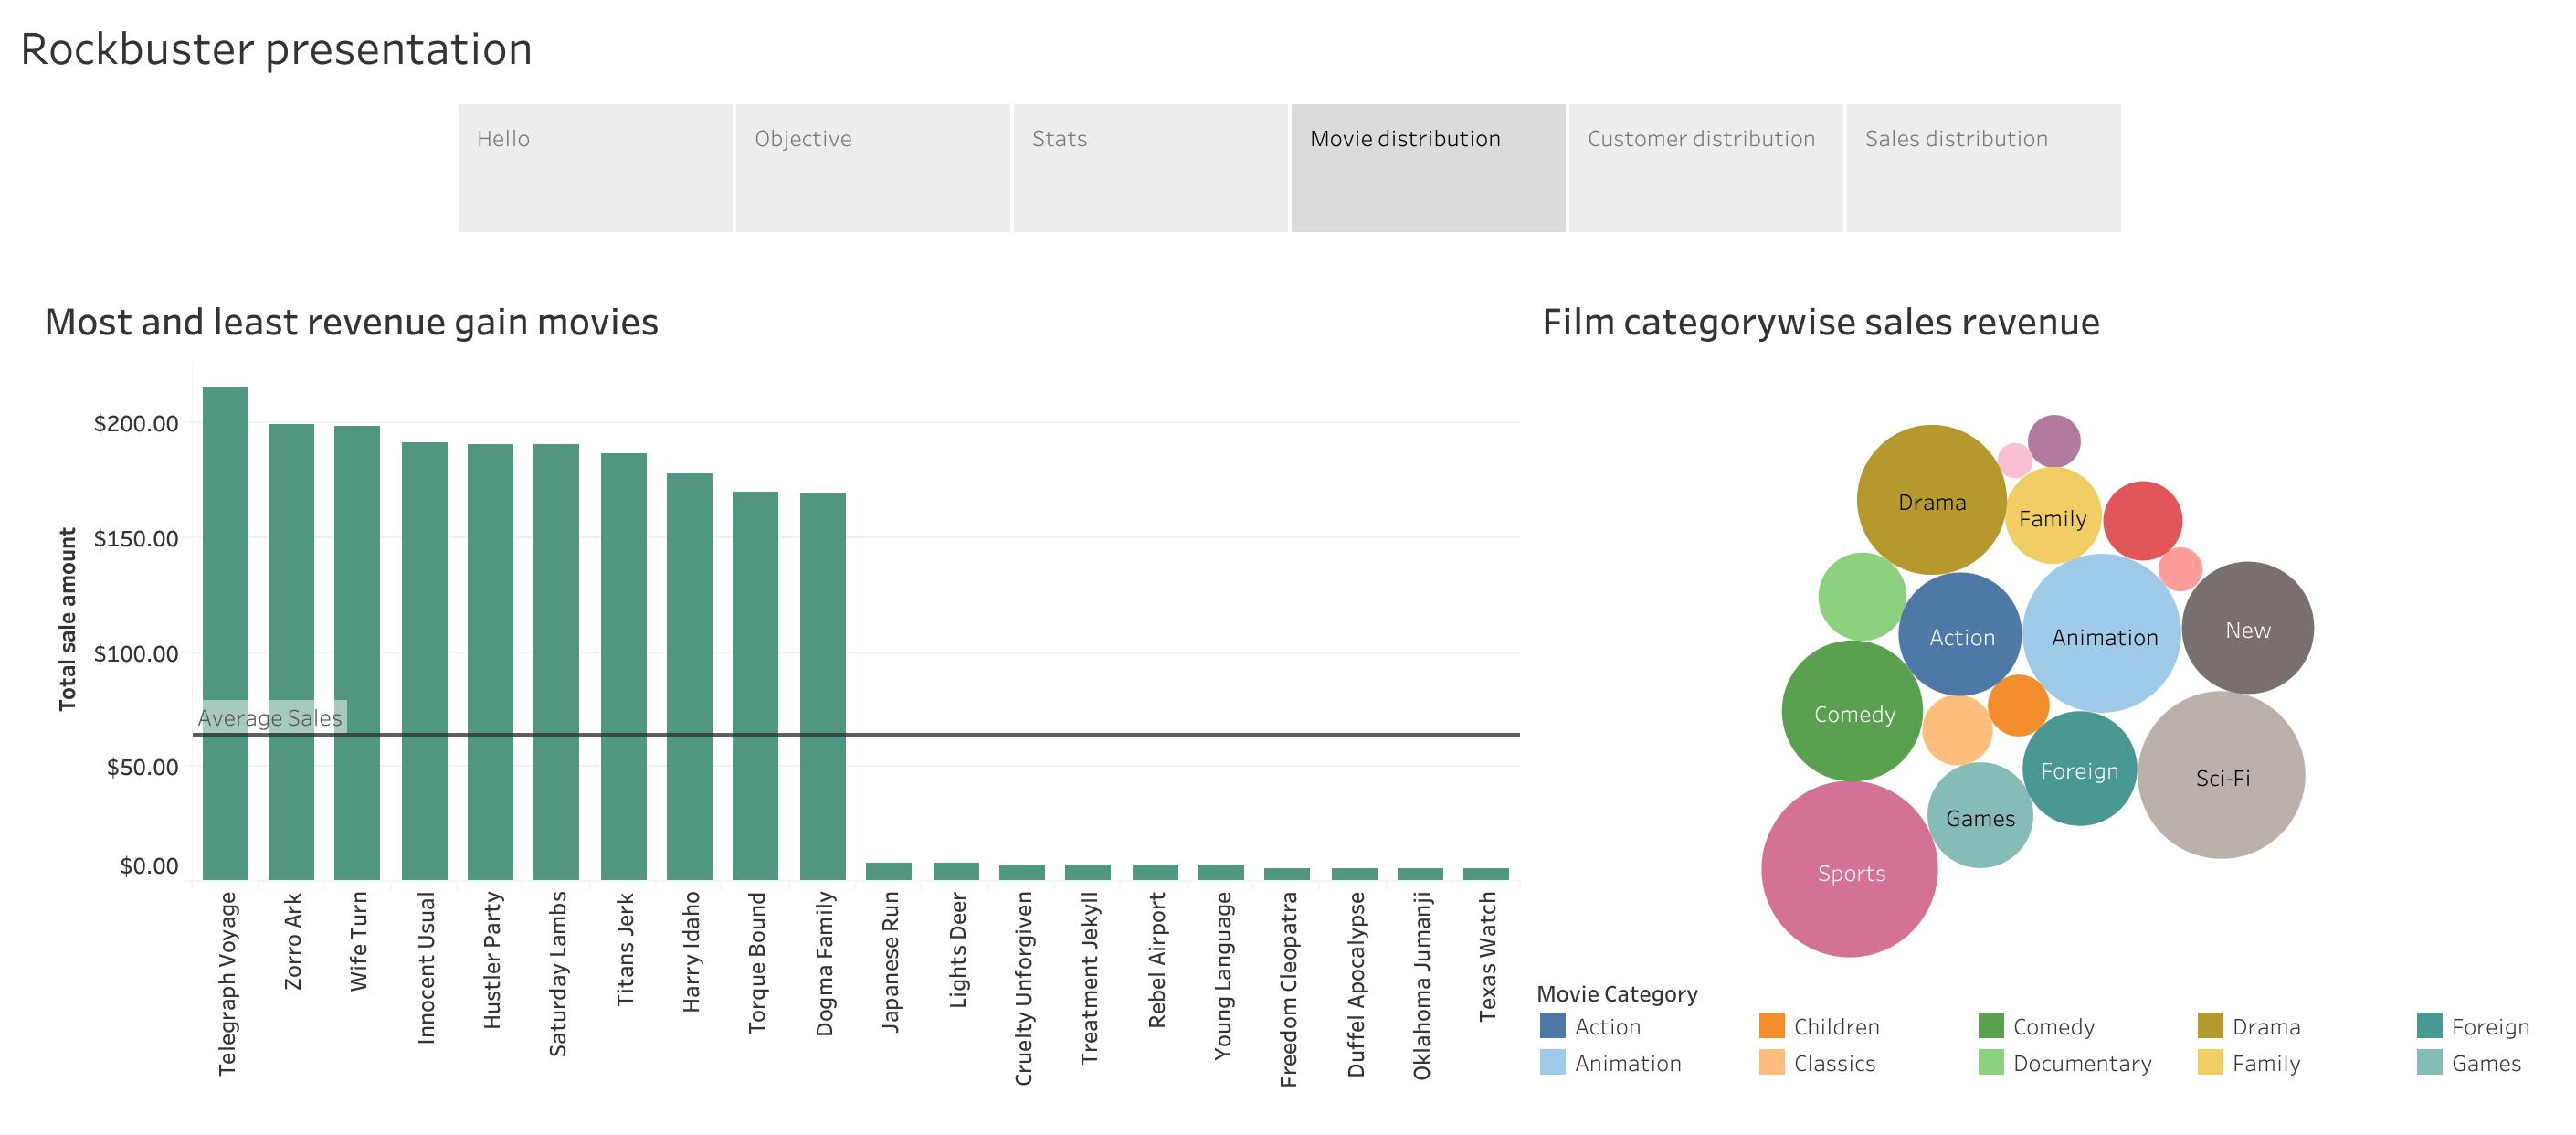 Rockbuster presentation
Hello
Objective
Stats
Movie distribution
Customer distribution
Sales distribution
Most and least revenue gain movies
Total sale amount
$200.00
$150.00
$100.00
$50.00
$0.00
Average Sales
Telegraph Voyage
Zorro Ark
Wife Turn
Innocent Usual
Hustler Party
Saturday Lambs
Titans Jerk
Harry Idaho
Torque Bound
Dogma Family
Japanese Run
Lights Deer
Cruelty Unforgiven
Treatment Jekyll
Rebel Airport
Young Language
Freedom Cleopatra
Duffel Apocalypse
Oklahoma Jumanji
Texas Watch
Film categorywise sales revenue
Drama
Family
Action
Animation
New
Comedy
Foreign
Sci-Fi
Games
Sports
Movie Category
Action
Children
Comedy
Drama
Foreign
Animation
Classics
Documentary
Family
Games